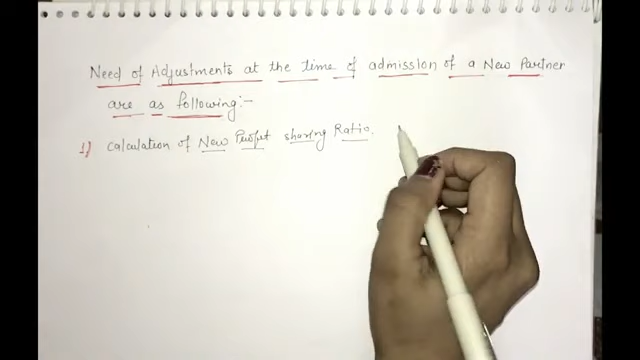 Need of Adjustments at the time of admission of a New Partner
are as following:-
1) Calculation of New Profit sharing Ratio.